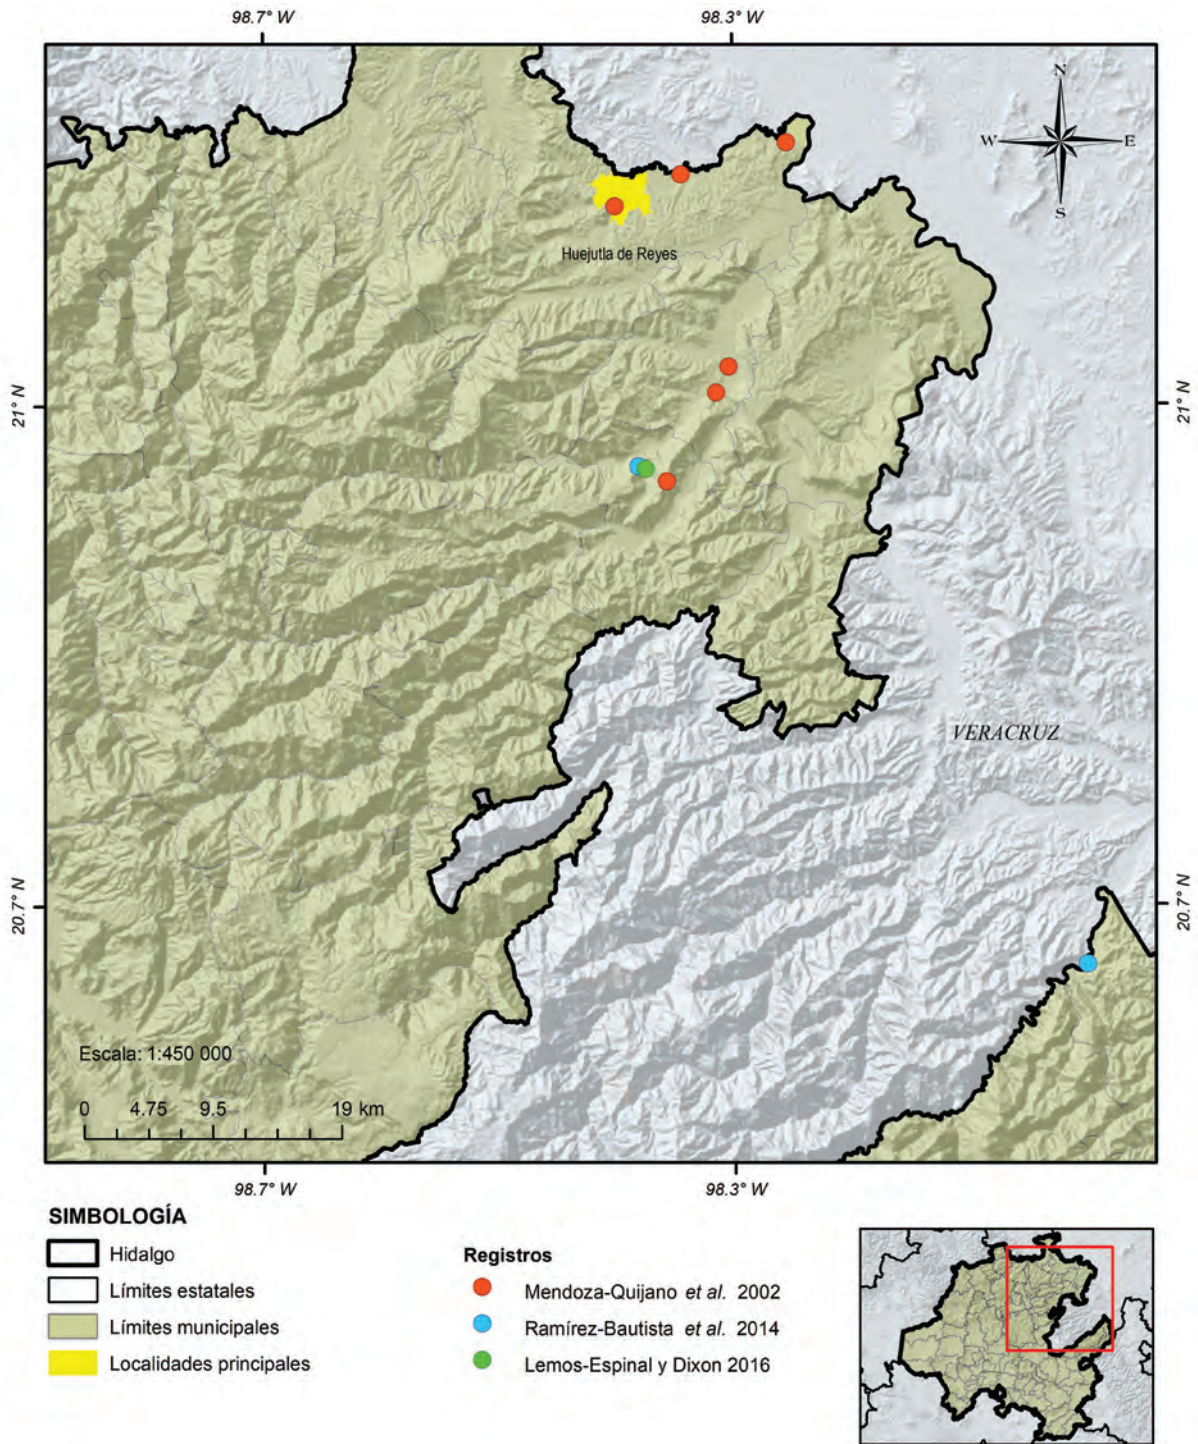 98.7° W
98.3° W
N
W
E
S
Huejutla de Reyes
21° N
21° N
VERACRUZ
20.7° N
20.7° N
Escala: 1:450 000
0 4.75 9.5 19 km
98.7° W
98.3° W
SIMBOLOGÍA
Hidalgo
Límites estatales
Límites municipales
Localidades principales
Registros
Mendoza-Quijano et al. 2002
Ramírez-Bautista et al. 2014
Lemos-Espinal y Dixon 2016